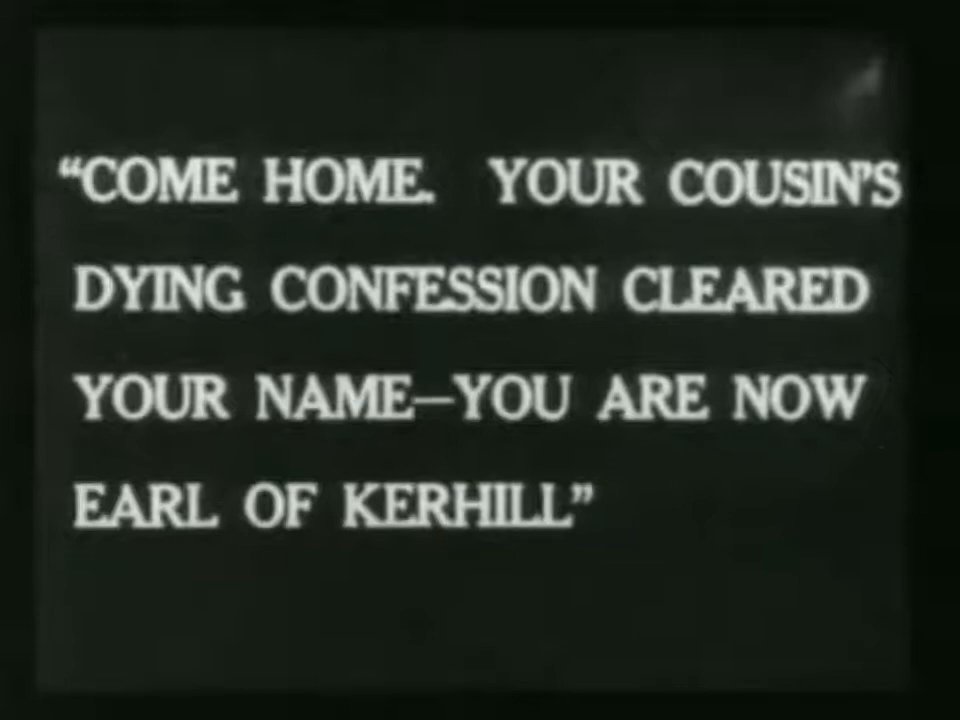 “COME HOME.  YOUR COUSIN’S
DYING CONFESSION CLEARED
YOUR NAME—YOU ARE NOW
EARL OF KERHILL”